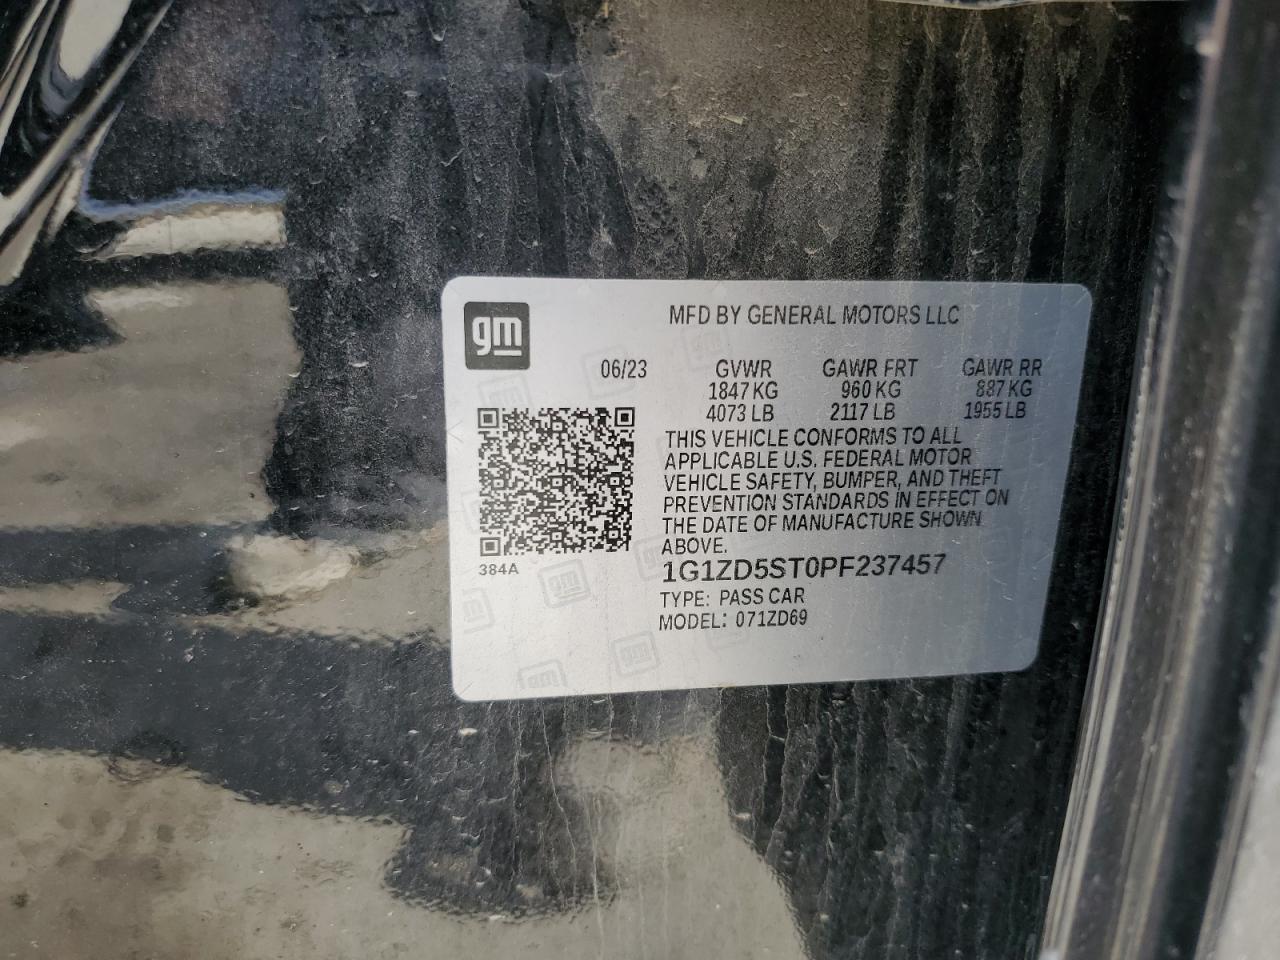 gm
MFD BY GENERAL MOTORS LLC
06/23 GVWR GAWR FRT GAWR RR
1847 KG 960 KG 887 KG
4073 LB 2117 LB 1955 LB
THIS VEHICLE CONFORMS TO ALL
APPLICABLE U.S. FEDERAL MOTOR
VEHICLE SAFETY, BUMPER, AND THEFT
PREVENTION STANDARDS IN EFFECT ON
THE DATE OF MANUFACTURE SHOWN
ABOVE.
384A
1G1ZD5ST0PF237457
TYPE: PASS CAR
MODEL: 071ZD69